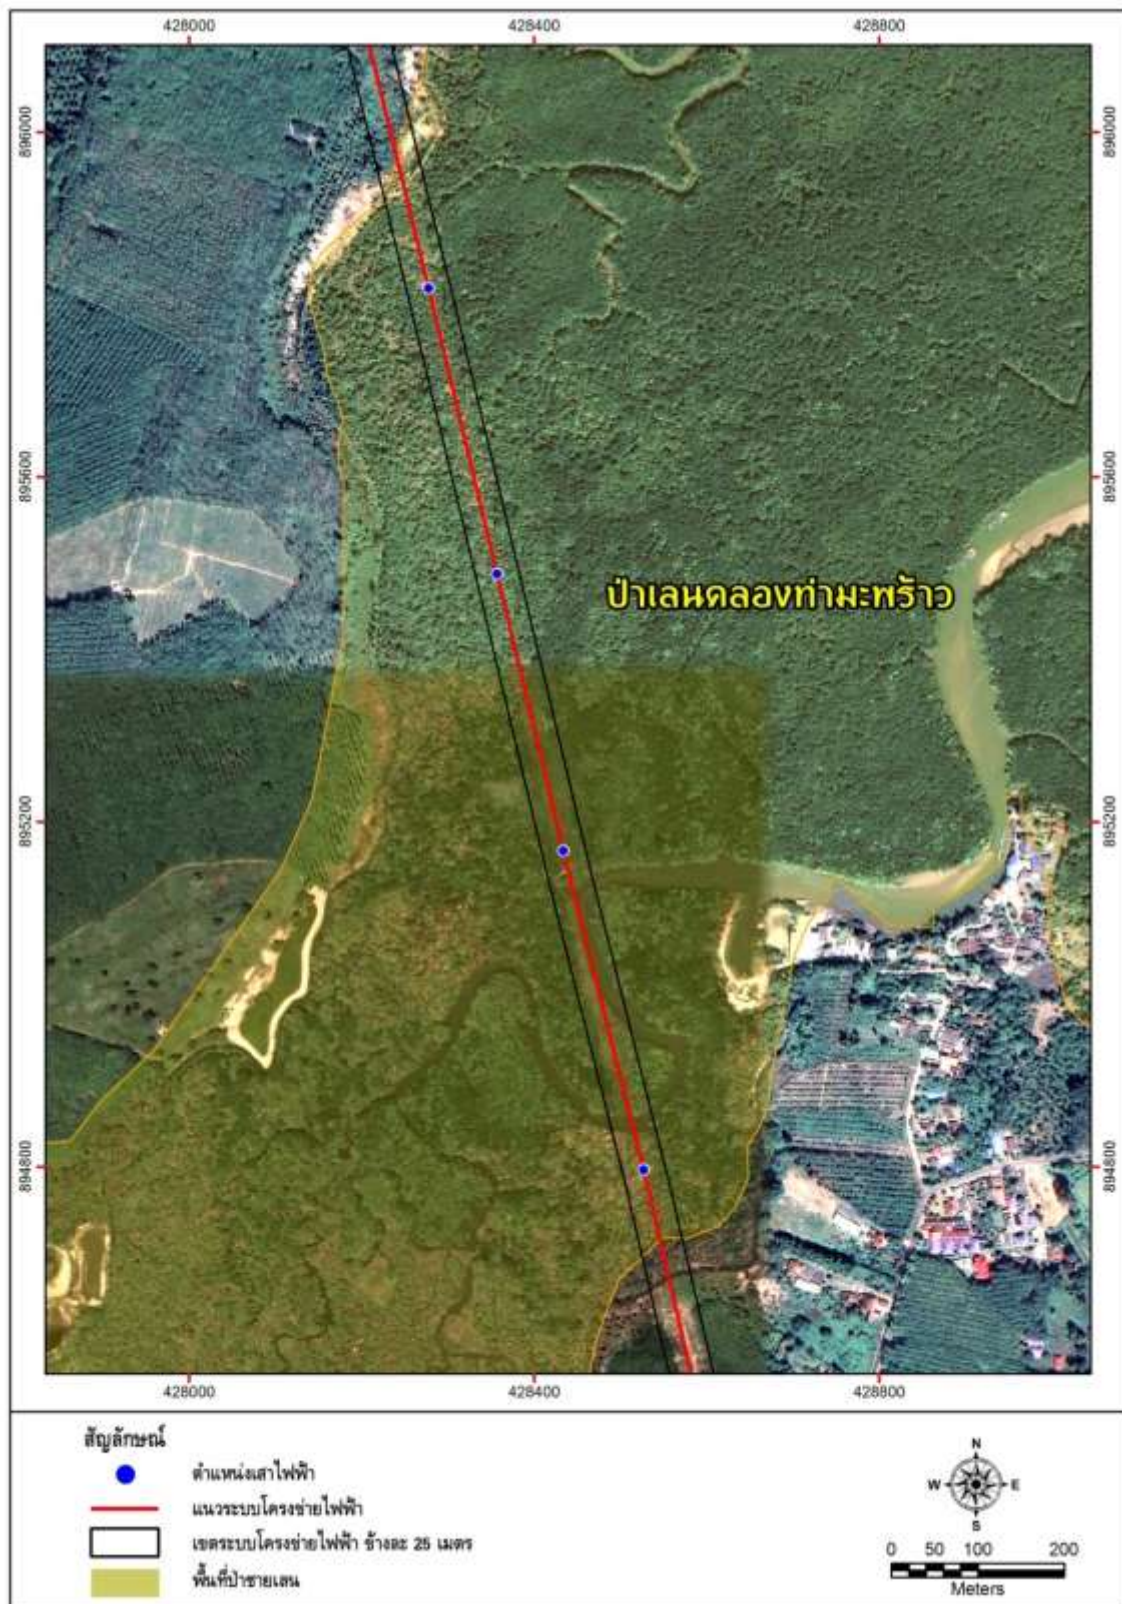 428000 428400 428800
896000 896000
895600 895600
ป่าเลนคลองท่ามะพร้าว
895200 895200
894800 894800
428000 428400 428800
สัญลักษณ์
ตำแหน่งเสาไฟฟ้า
แนวระบบโครงข่ายไฟฟ้า
เขตระบบโครงข่ายไฟฟ้า ข้างละ 25 เมตร
พื้นที่ป่าชายเลน
N
W E
S
0 50 100 200
Meters